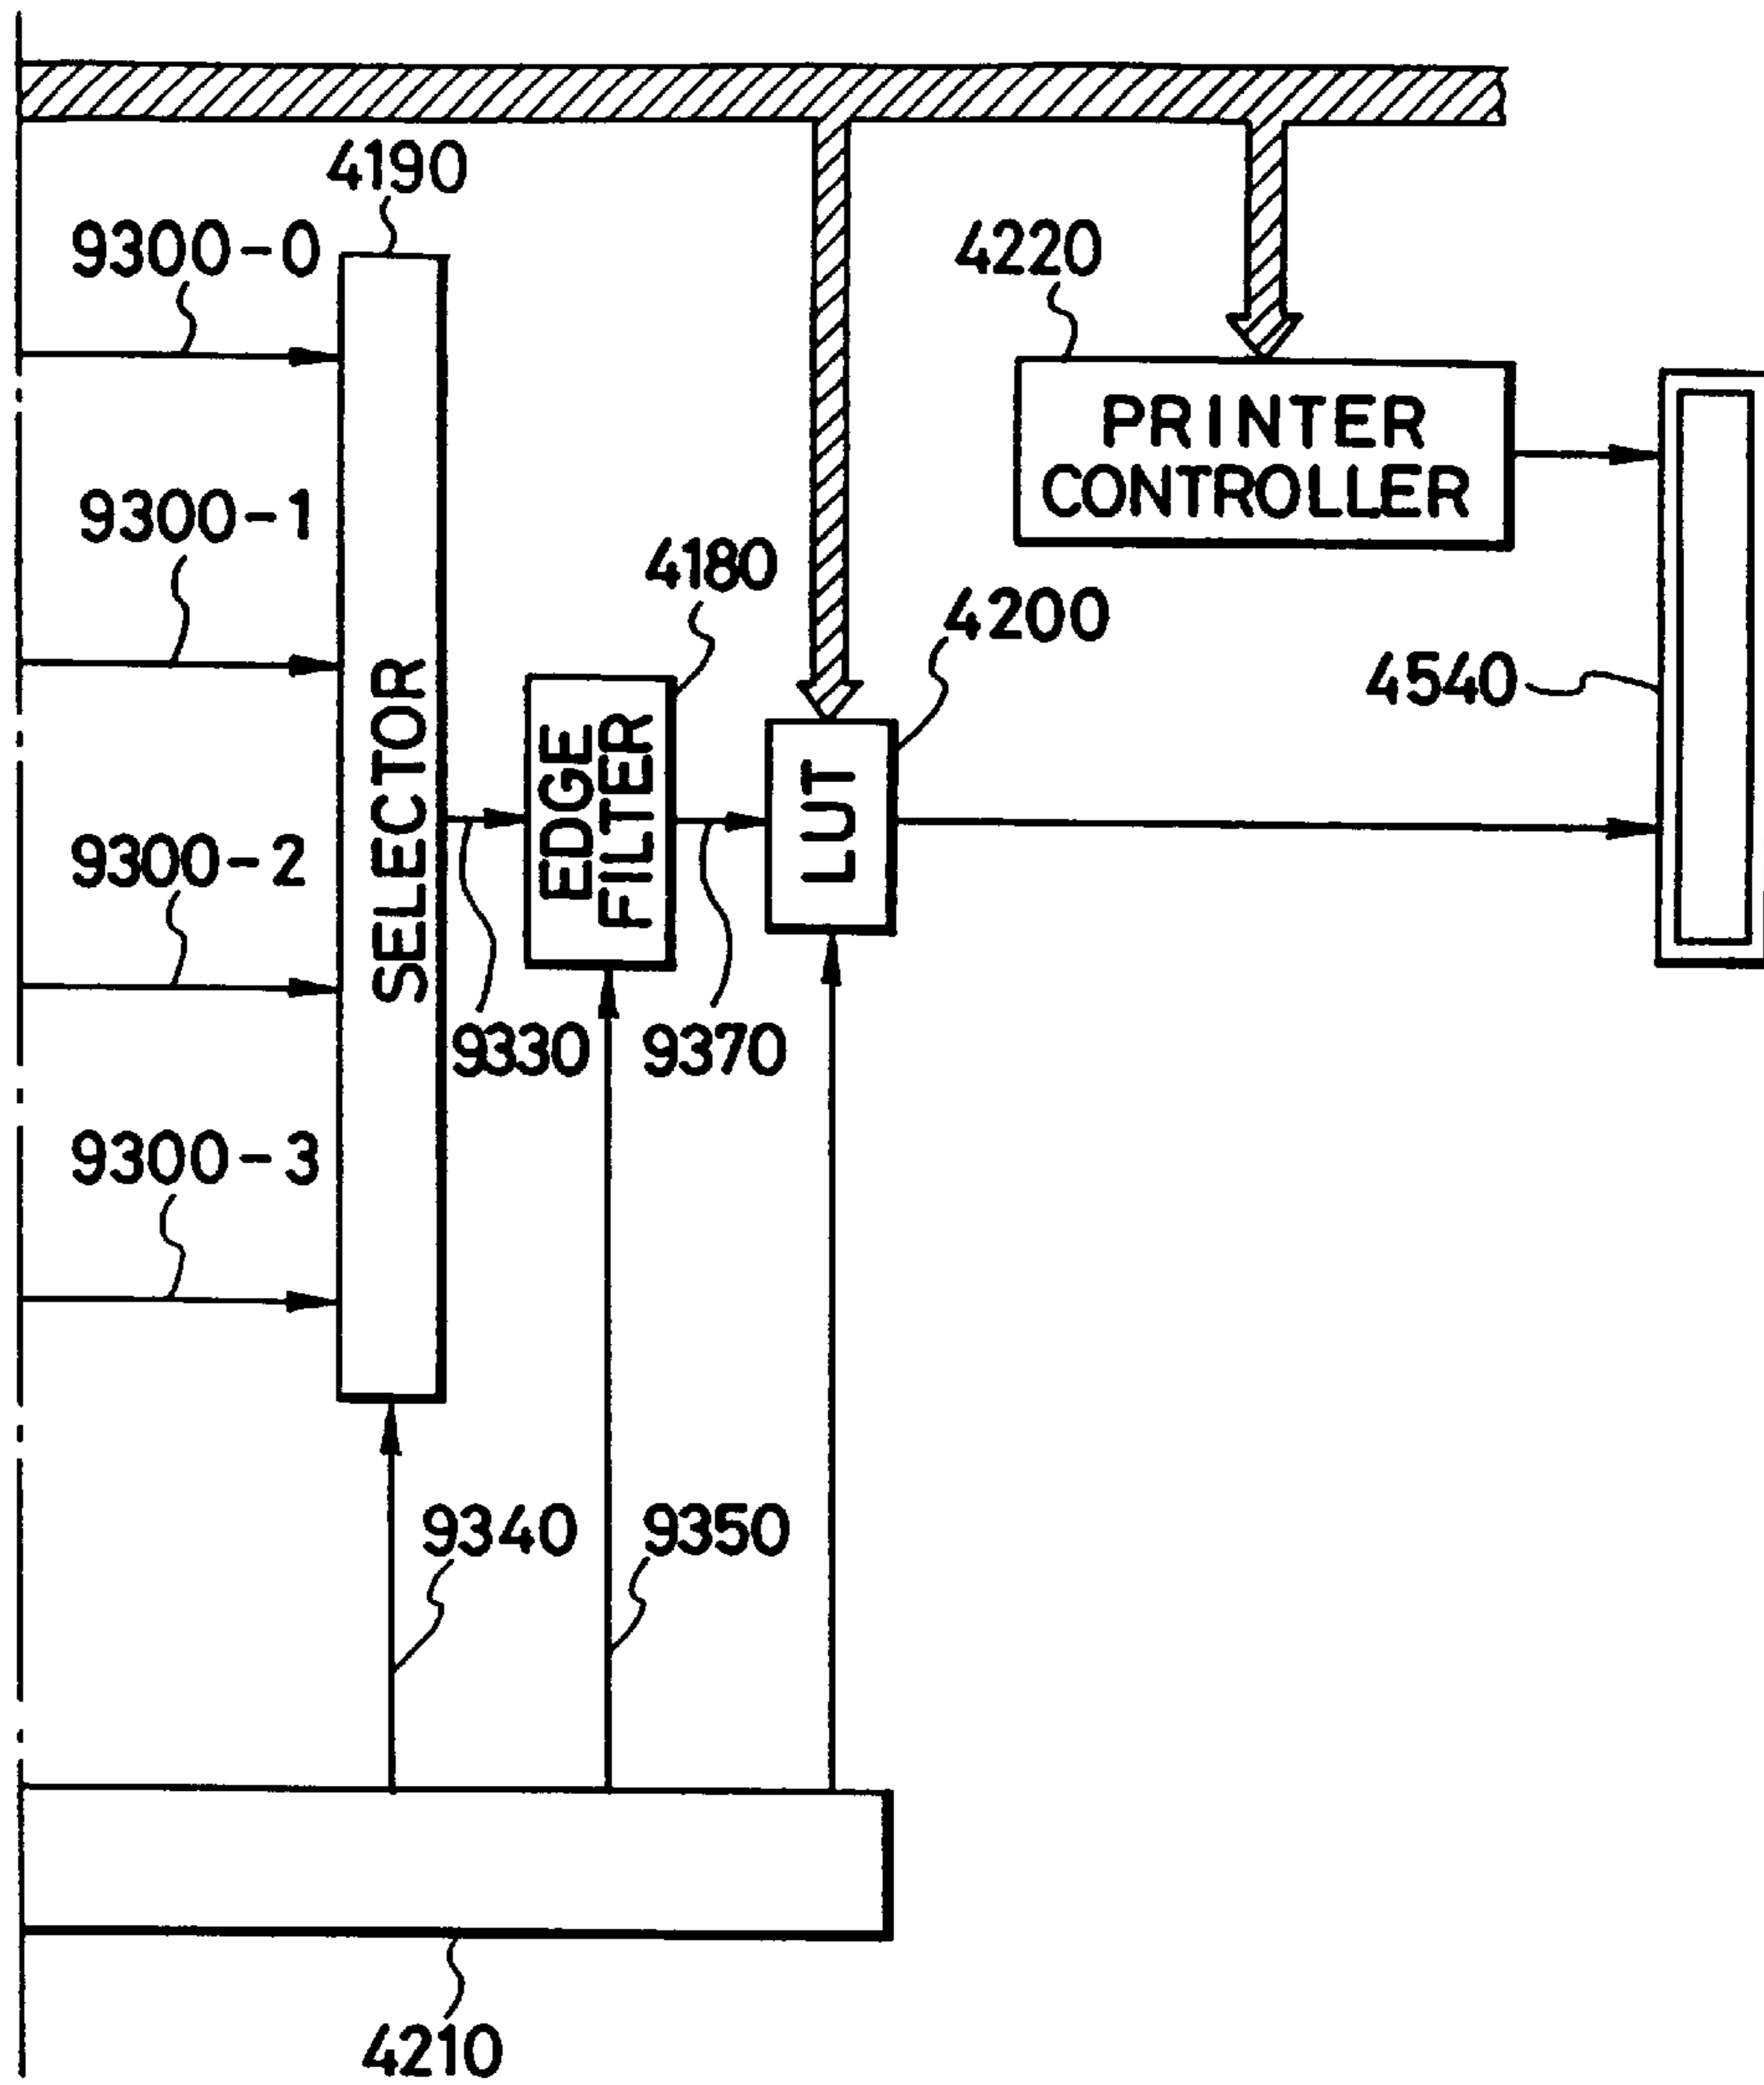 4190
9300-0
4220
PRINTER
CONTROLLER
9300-1
4180
4200
4540
SELECTOR
EDGE
FILTER
LUT
9300-2
9330
9370
9300-3
9340
9350
4210